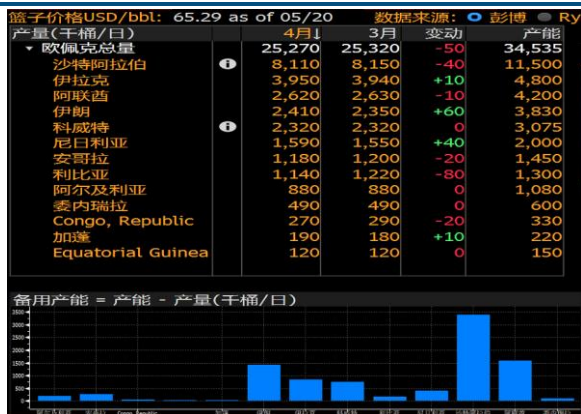 篮子价格USD/bbl: 65.29 as of 05/20 数据来源: 彭博 Ry
产量(千桶/日) 4月↓ 3月 变动 产能
欧佩克总量 25,270 25,320 -50 34,535
沙特阿拉伯 8,110 8,150 -40 11,500
伊拉克 3,950 3,940 +10 4,800
阿联酋 2,620 2,630 -10 4,200
伊朗 2,410 2,350 +60 3,830
科威特 2,320 2,320 0 3,075
尼日利亚 1,590 1,550 +40 2,000
安哥拉 1,180 1,200 -20 1,450
利比亚 1,140 1,220 -80 1,300
阿尔及利亚 880 880 0 1,080
委内瑞拉 490 490 0 600
Congo, Republic 270 290 -20 330
加蓬 190 180 +10 220
Equatorial Guinea 120 120 0 150
备用产能 = 产能 - 产量(千桶/日)
3500
3000
2500
2000
1500
1000
500
0
Congo, Republic